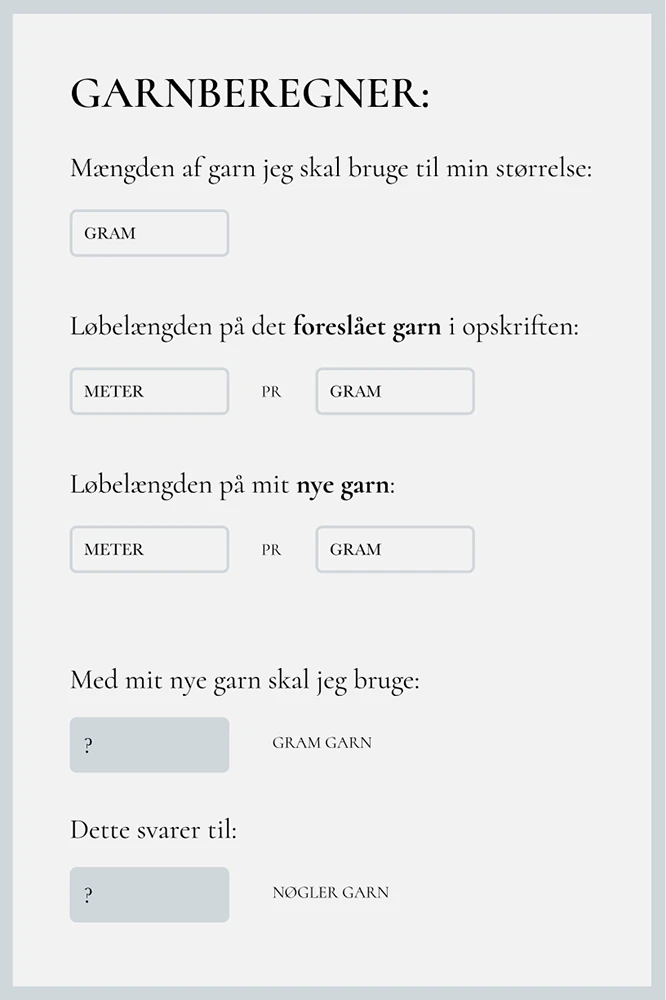 GARNBEREGNER:
Mængden af garn jeg skal bruge til min størrelse:
GRAM
Løbelængden på det foreslået garn i opskriften:
METER PR GRAM
Løbelængden på mit nye garn:
METER PR GRAM
Med mit nye garn skal jeg bruge:
? GRAM GARN
Dette svarer til:
? NØGLER GARN